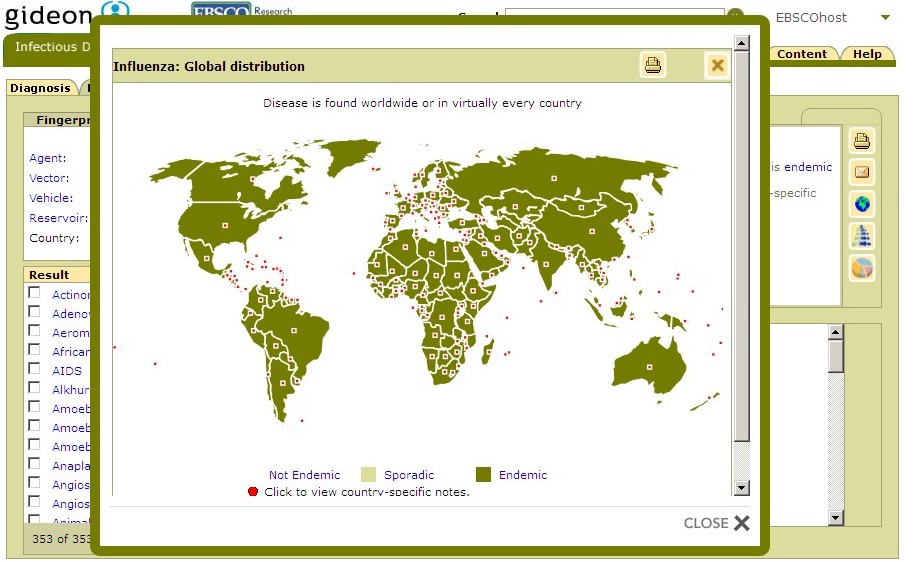 gideon
EBSCO Research
EBSCOhost
Infectious D
Content
Help
Diagnosis
Influenza: Global distribution
Disease is found worldwide or in virtually every country
Fingerpr
Agent:
Vector:
Vehicle:
Reservoir:
Country:
is endemic
-specific
Result
Actinor
Adeno
Aerom
African
AIDS
Alkhur
Amoeb
Amoeb
Amoeb
Anapla
Angios
Angios
Animal
353 of 353
Not Endemic
Sporadic
Endemic
Click to view country-specific notes.
CLOSE